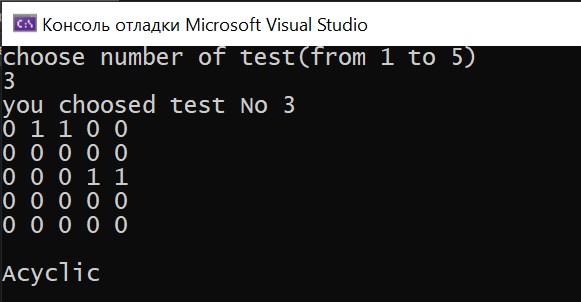 Консоль отладки Microsoft Visual Studio
choose number of test(from 1 to 5)
3
you choosed test No 3
0 1 1 0 0
0 0 0 0 0
0 0 0 1 1
0 0 0 0 0
0 0 0 0 0
Acyclic